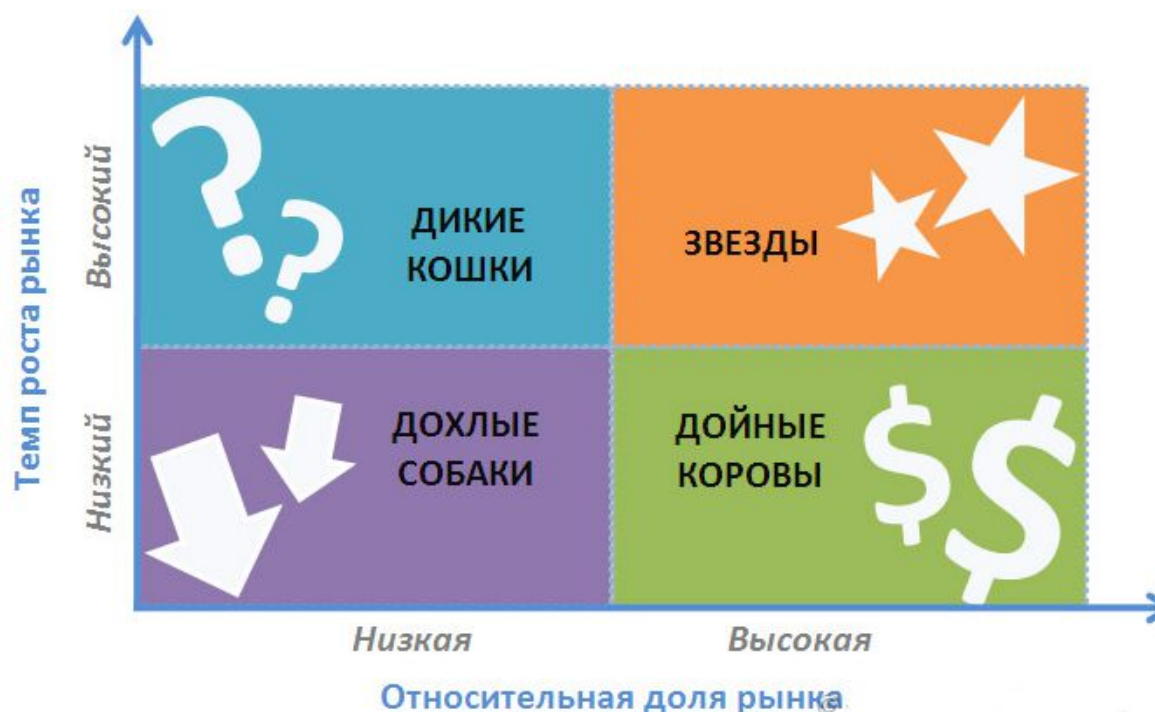 Темп роста рынка
Высокий
Низкий
ДИКИЕ
КОШКИ
ЗВЕЗДЫ
ДОХЛЫЕ
СОБАКИ
ДОЙНЫЕ
КОРОВЫ
Низкая
Высокая
Относительная доля рынка